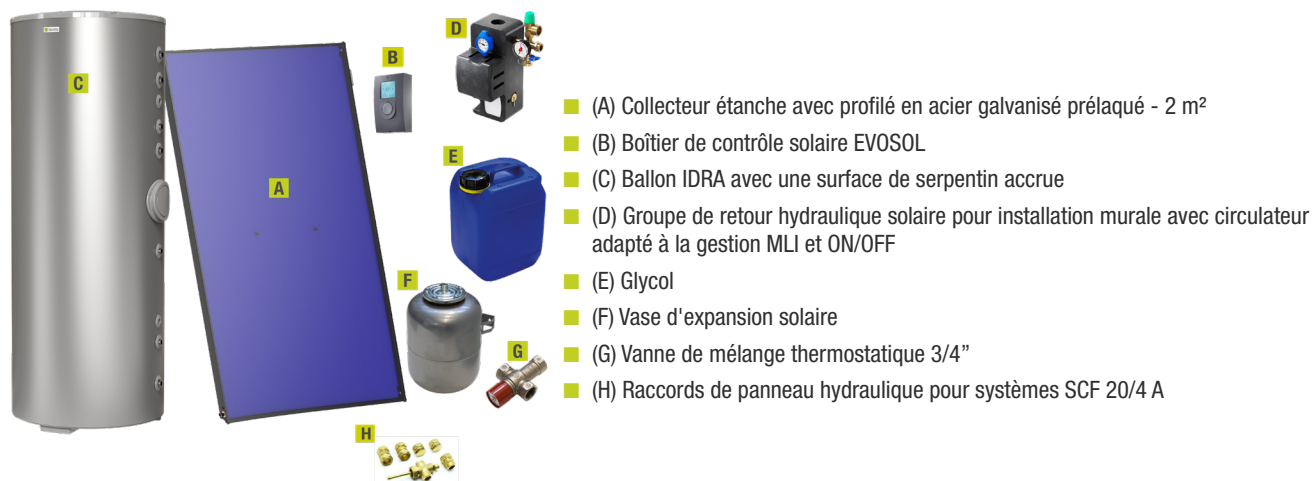 C
A
B
D
E
F
G
H
(A) Collecteur étanche avec profilé en acier galvanisé prélaqué - 2 m²
(B) Boîtier de contrôle solaire EVOSOL
(C) Ballon IDRA avec une surface de serpentin accrue
(D) Groupe de retour hydraulique solaire pour installation murale avec circulateur
adapté à la gestion MLI et ON/OFF
(E) Glycol
(F) Vase d'expansion solaire
(G) Vanne de mélange thermostatique 3/4”
(H) Raccords de panneau hydraulique pour systèmes SCF 20/4 A